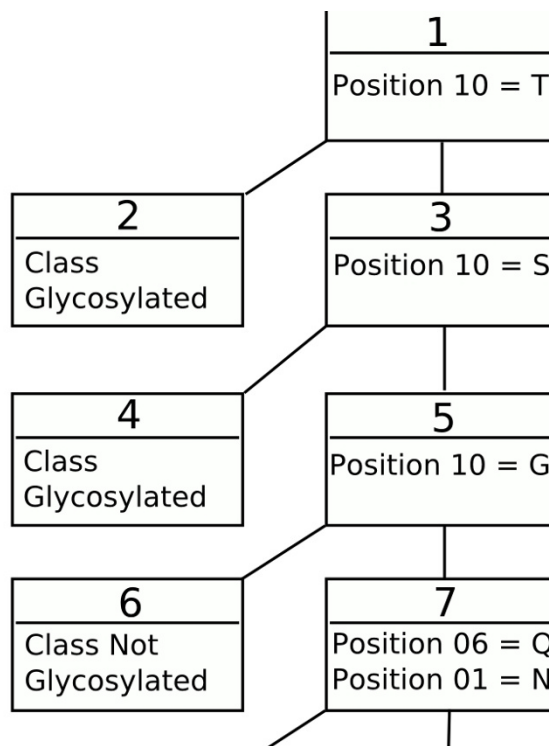 1
Position 10 = T
2
Class
Glycosylated
3
Position 10 = S
4
Class
Glycosylated
5
Position 10 = G
6
Class Not
Glycosylated
7
Position 06 = Q
Position 01 = N